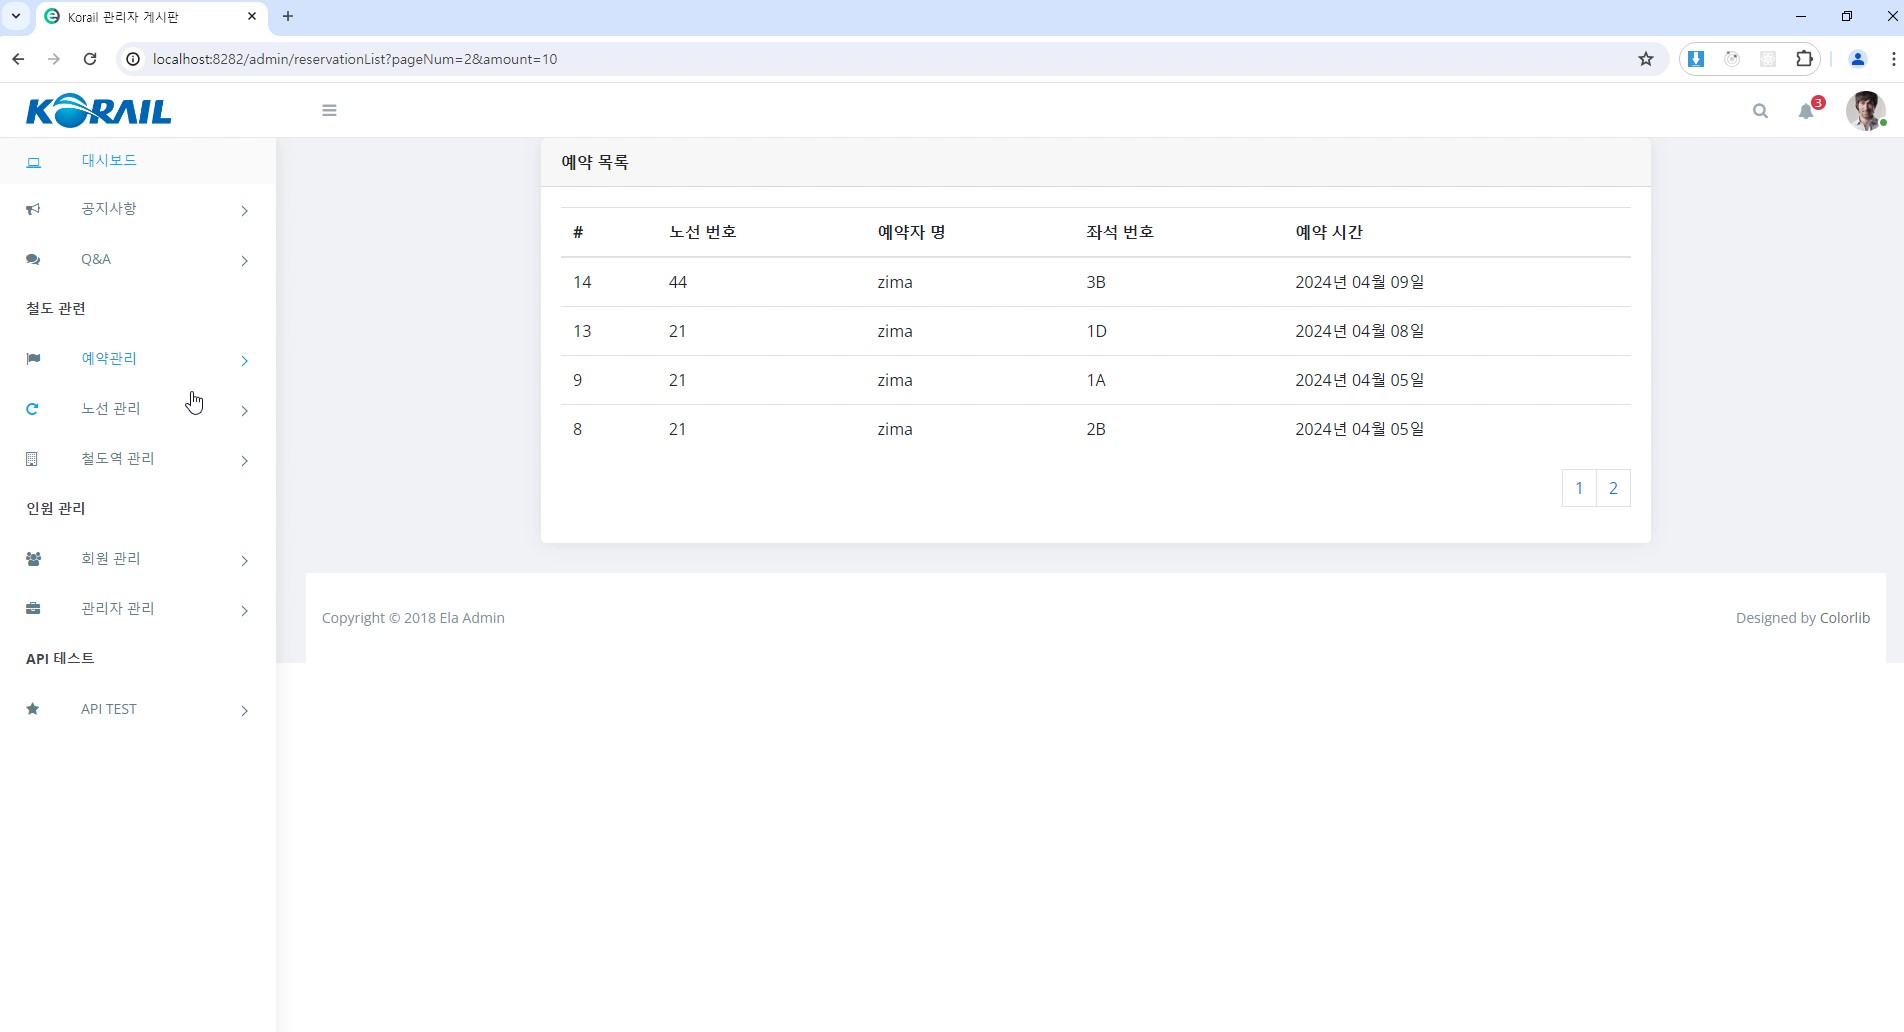 Korail 관리자 게시판
localhost:8282/admin/reservationList?pageNum=2&amount=10
KORAIL
3
대시보드
공지사항
Q&A
철도 관련
예약관리
노선 관리
철도역 관리
인원 관리
회원 관리
관리자 관리
API 테스트
API TEST
예약 목록
# 노선 번호 예약자 명 좌석 번호 예약 시간
14 44 zima 3B 2024년 04월 09일
13 21 zima 1D 2024년 04월 08일
9 21 zima 1A 2024년 04월 05일
8 21 zima 2B 2024년 04월 05일
1 2
Copyright © 2018 Ela Admin
Designed by Colorlib